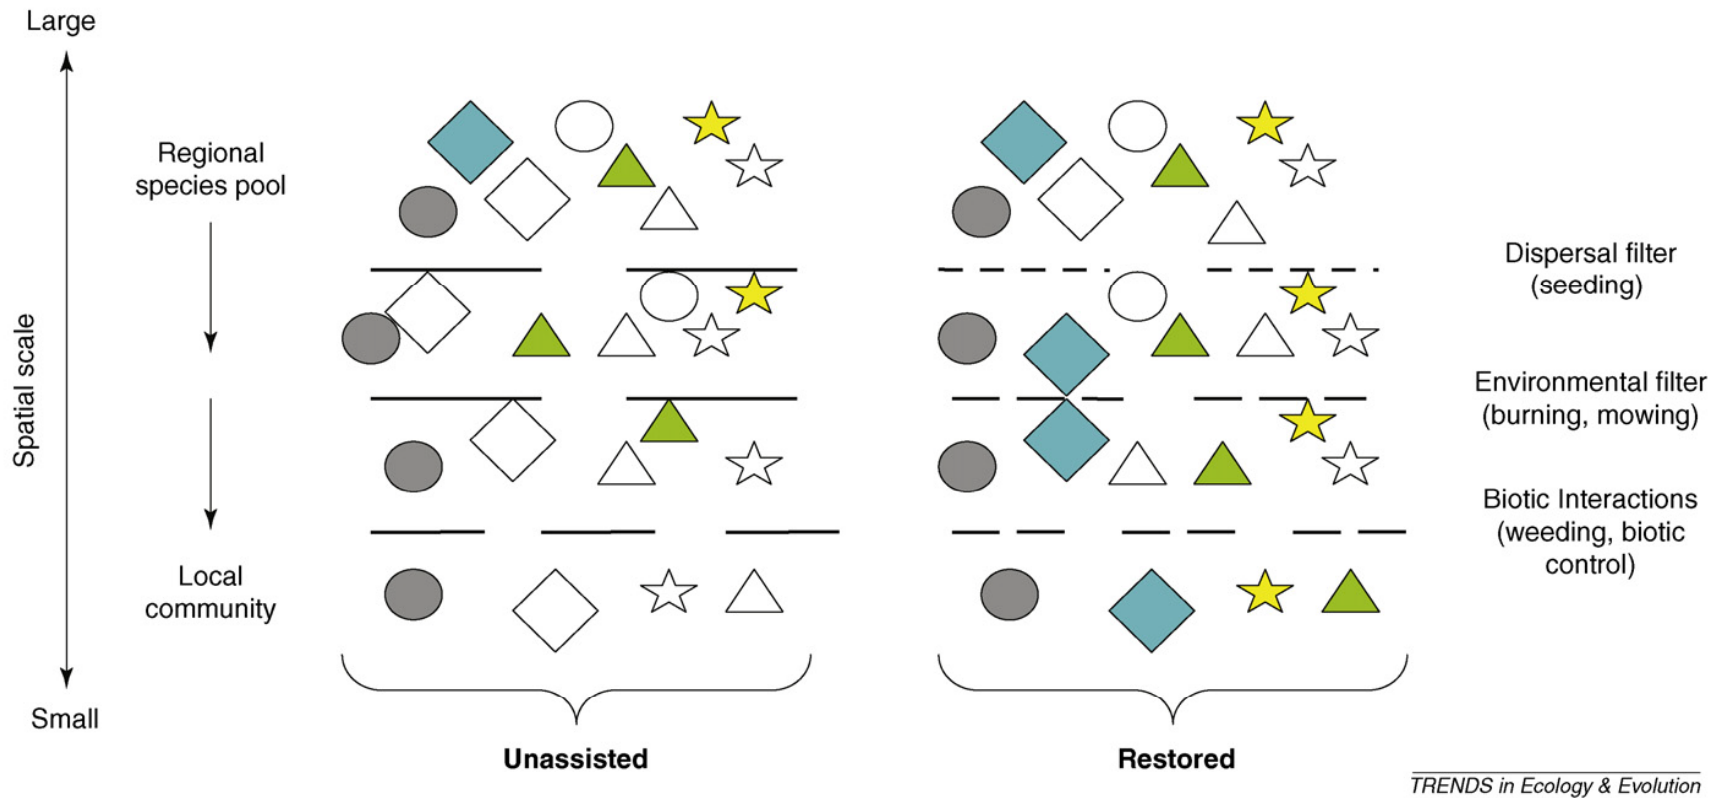 Large
Regional
species pool
Spatial scale
Local
community
Small
Dispersal filter
(seeding)
Environmental filter
(burning, mowing)
Biotic Interactions
(weeding, biotic
control)
Unassisted
Restored
TRENDS in Ecology & Evolution